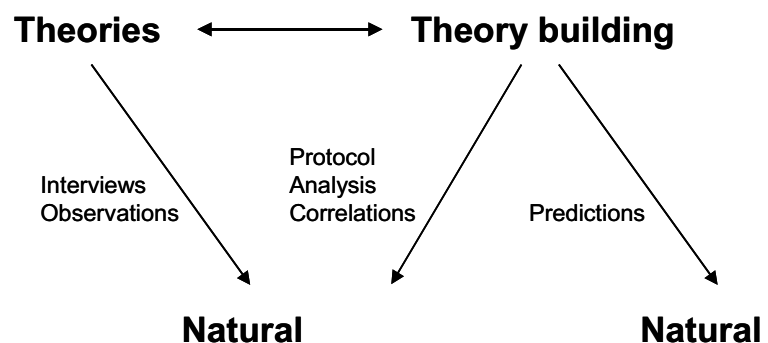 Theories
Theory building
Interviews
Observations
Protocol
Analysis
Correlations
Predictions
Natural
Natural